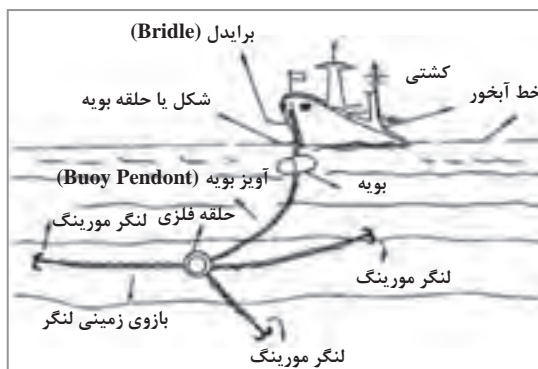 برایدل (Bridle)
کشتی
خط آبخور
شکل یا حلقه بویه
آویز بویه (Buoy Pendont)
بویه
حلقه فلزی
لنگر مورینگ
لنگر مورینگ
بازوی زمینی لنگر
لنگر مورینگ